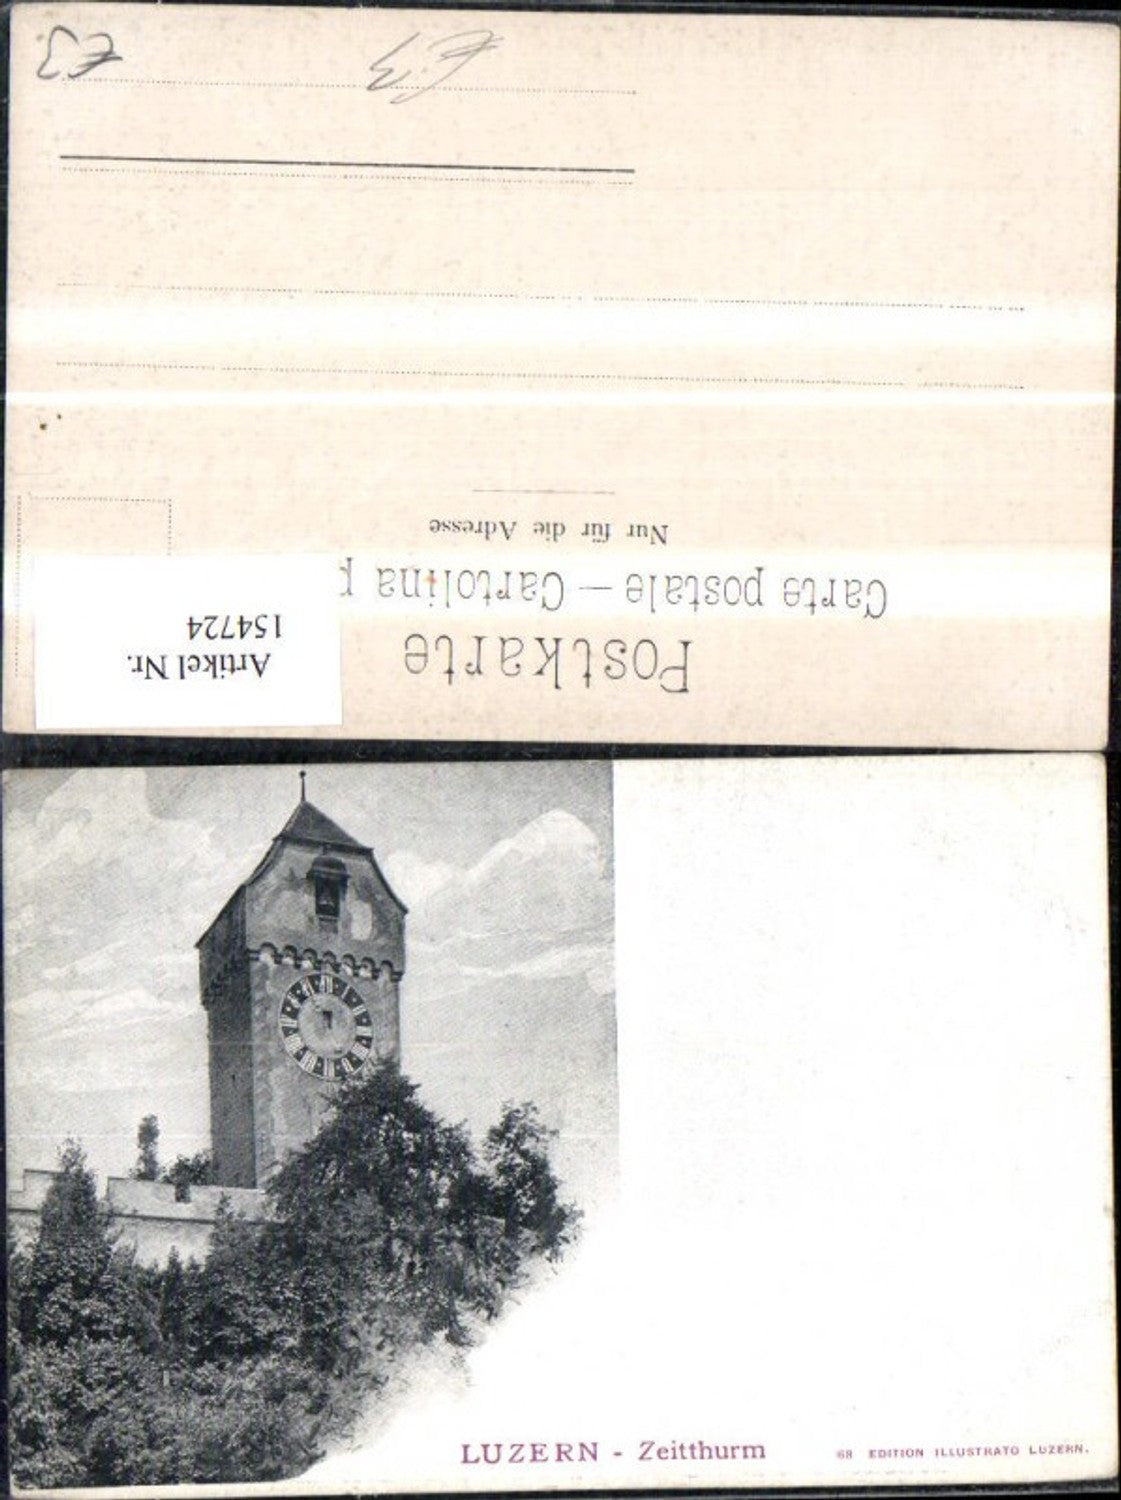 Postkarte
Carte postale — Cartolina p
Nur für die Adresse
Artikel Nr.
154724
LUZERN - Zeitthurm
68 EDITION ILLUSTRATO LUZERN.